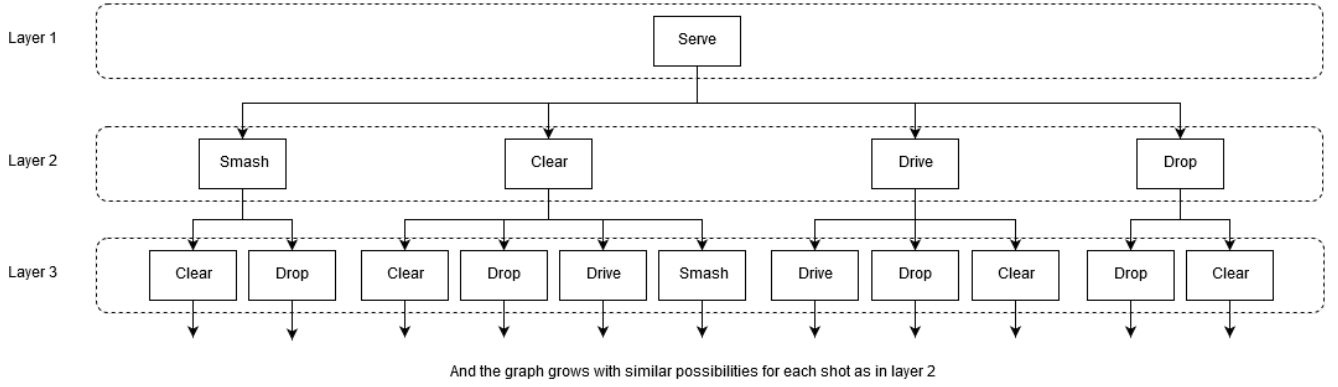 Layer 1
Serve
Layer 2
Smash
Clear
Drive
Drop
Layer 3
Clear
Drop
Clear
Drop
Drive
Smash
Drive
Drop
Clear
Drop
Clear
And the graph grows with similar possibilities for each shot as in layer 2